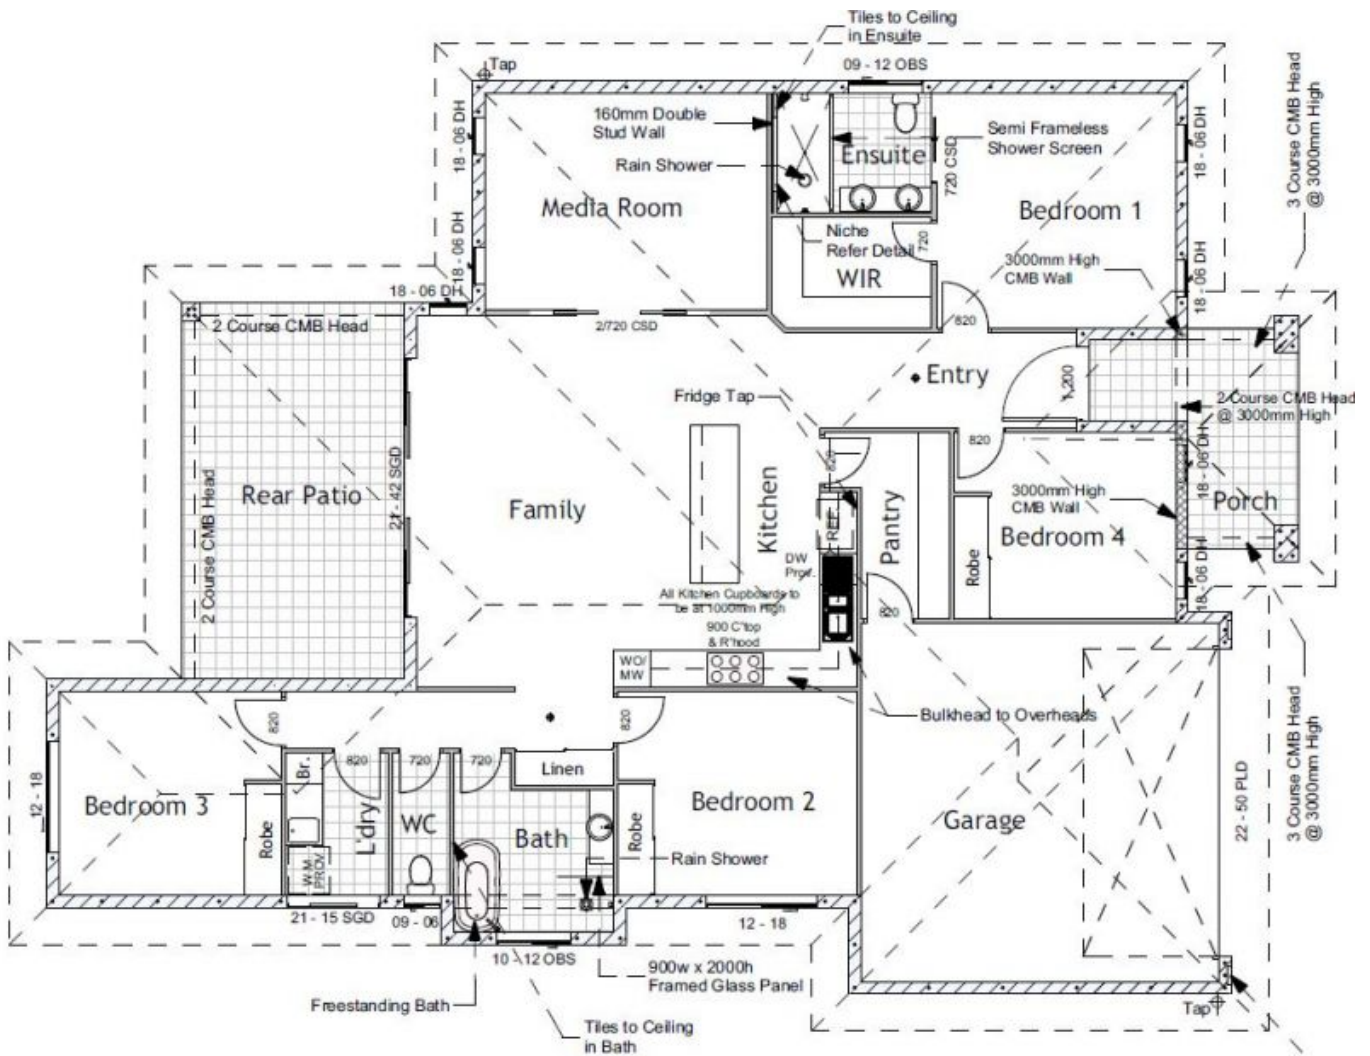 Tiles to Ceiling
in Ensuite
09 - 12 OBS
Tap
3 Course CMB Head
@ 3000mm High
18 - 06 DH
160mm Double
Stud Wall
Rain Shower
Ensuite
720 CSD
Semi Frameless
Shower Screen
18 - 06 DH
Media Room
Bedroom 1
18 - 06 DH
Niche
Refer Detail
720
WIR
3000mm High
CMB Wall
18 - 06 DH
18 - 06 DH
2 Course CMB Head
2/720 CSD
820
Entry
1,200
Fridge Tap
2 Course CMB Head
@ 3000mm High
820
820
18 - 06 DH
21 - 42 SGD
2 Course CMB Head
Rear Patio
Family
Kitchen
REF.
Pantry
3000mm High
CMB Wall
Porch
Bedroom 4
Robe
DW
Prov.
18 - 06 DH
All Kitchen Cupboards to
be at 1000mm High
820
900 C'top
& R'hood
WO/
MW
3 Course CMB Head
@ 3000mm High
Bulkhead to Overheads
820
820
820
720
720
Br.
Linen
12 - 18
Bedroom 3
Robe
L'dry
WC
Bath
Robe
Bedroom 2
Garage
22 - 50 PLD
W.M.
PROV.
Rain Shower
21 - 15 SGD
09 - 06
12 - 18
10 - 12 OBS
900w x 2000h
Framed Glass Panel
Freestanding Bath
Tiles to Ceiling
in Bath
Tap